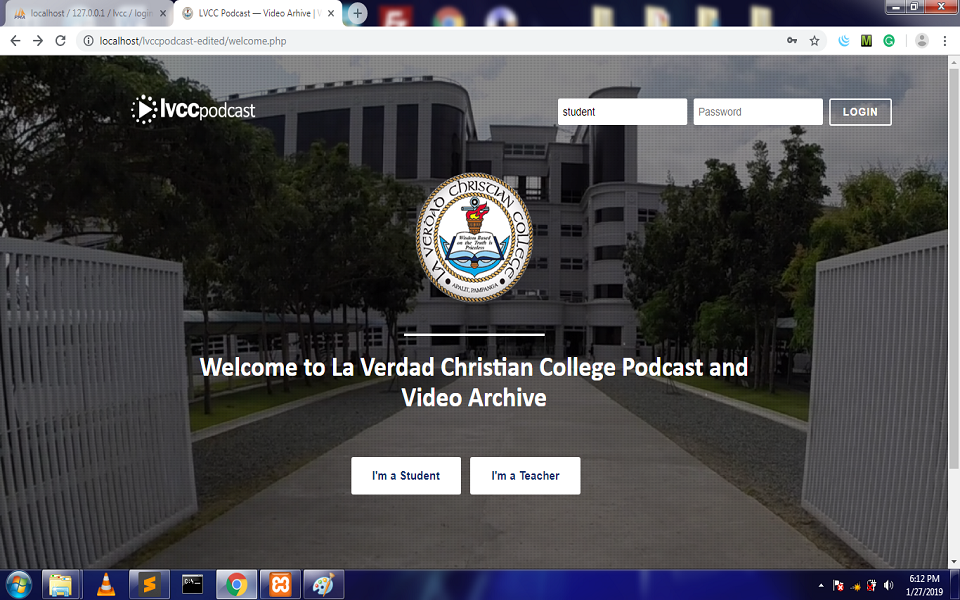 localhost / 127.0.0.1 / lvcc / login
LVCC Podcast — Video Arhive |
localhost/lvccpodcast-edited/welcome.php
lvccpodcast
student
Password
LOGIN
LA VERDAD CHRISTIAN COLLEGE
Wisdom Based
on the Truth is
Priceless
APALIT, PAMPANGA
Welcome to La Verdad Christian College Podcast and
Video Archive
I'm a Student
I'm a Teacher
6:12 PM
1/27/2019